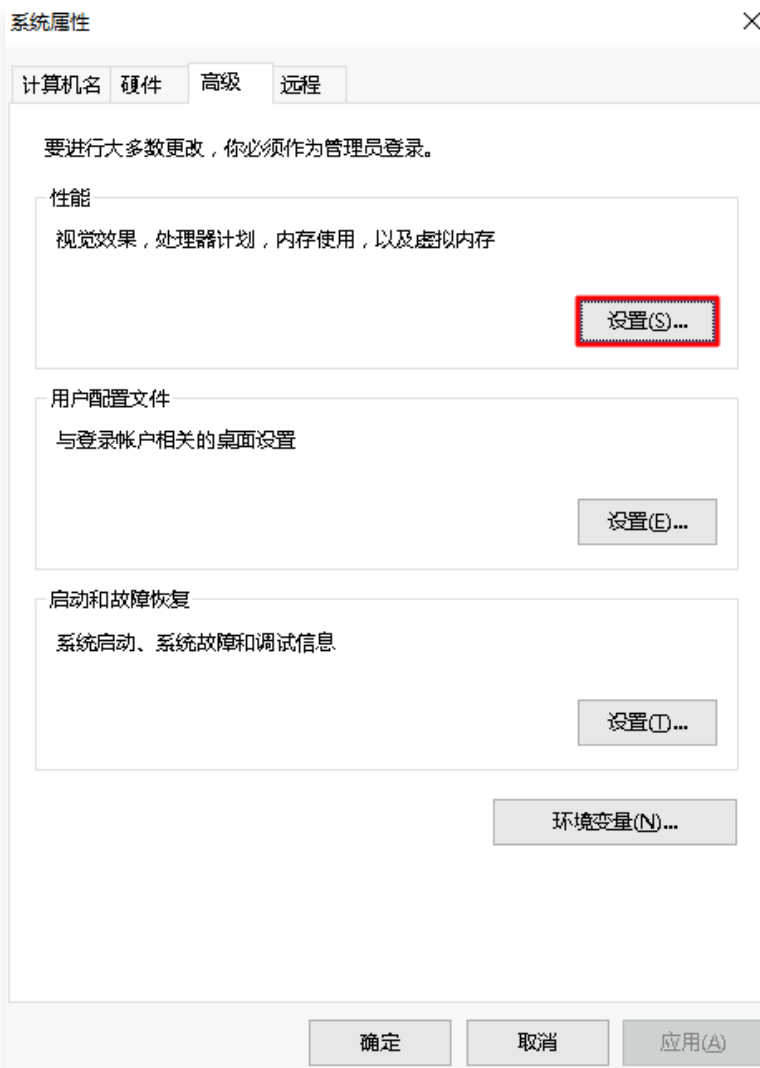 系统属性
计算机名 硬件 高级 远程
要进行大多数更改，你必须作为管理员登录。
性能
视觉效果，处理器计划，内存使用，以及虚拟内存
设置(S)...
用户配置文件
与登录帐户相关的桌面设置
设置(E)...
启动和故障恢复
系统启动、系统故障和调试信息
设置(T)...
环境变量(N)...
确定 取消 应用(A)